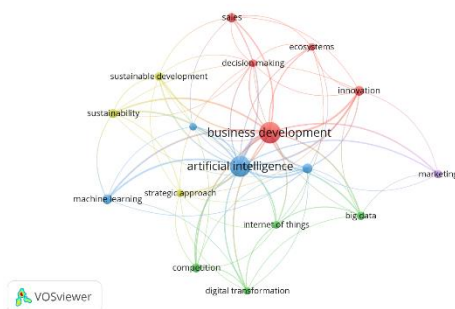 sales
ecosystems
decision making
sustainable development
innovation
sustainability
business development
artificial intelligence
marketing
strategic approach
machine learning
big data
internet of things
competition
digital transformation
VOSviewer